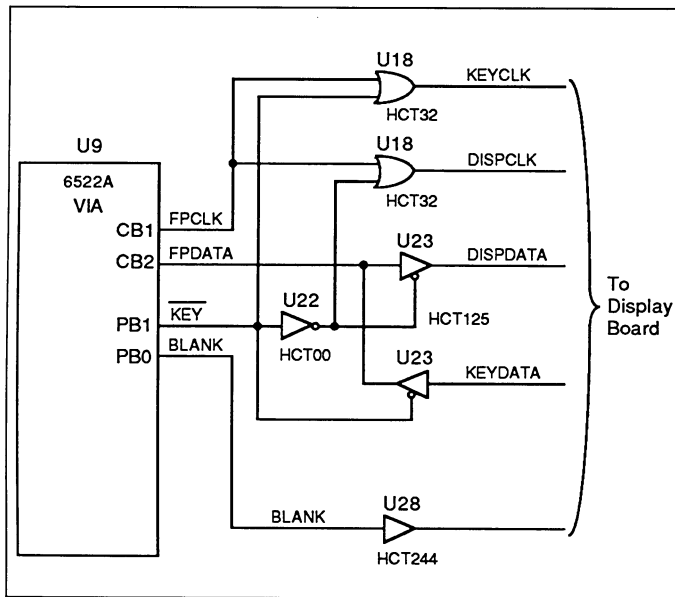 U18
KEYCLK
HCT32
U9
6522A
VIA
U18
DISPCLK
HCT32
CB1
FPCLK
CB2
FPDATA
U23
DISPDATA
HCT125
PB1
KEY
U22
HCT00
PB0
BLANK
U23
KEYDATA
To
Display
Board
BLANK
U28
HCT244